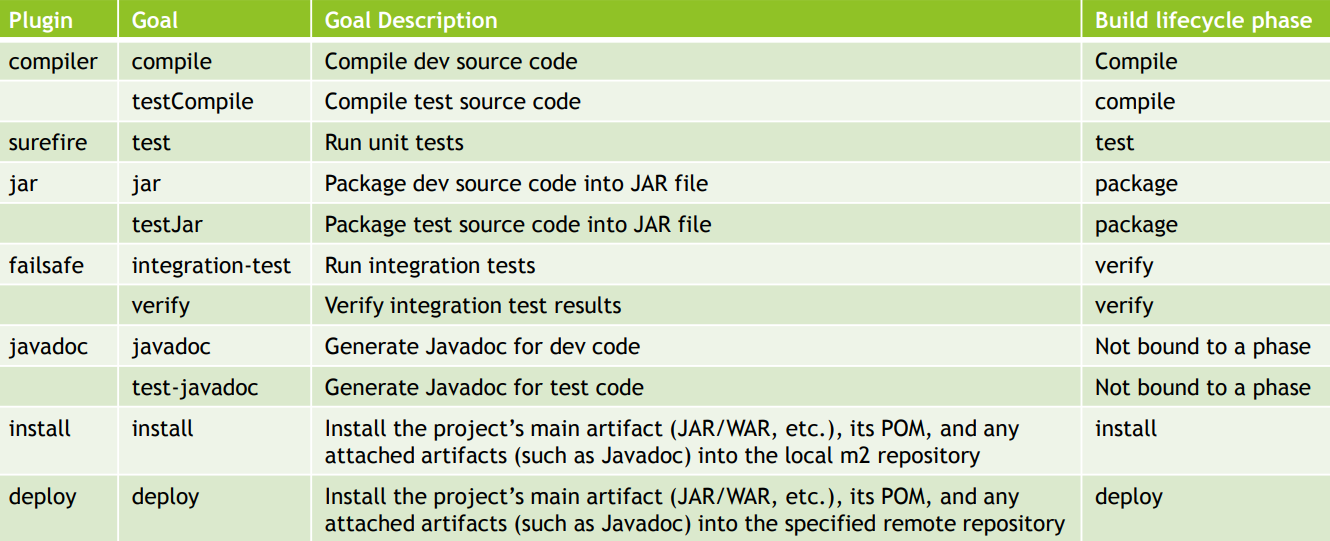 Plugin Goal Goal Description Build lifecycle phase
compiler compile Compile dev source code Compile
testCompile Compile test source code compile
surefire test Run unit tests test
jar jar Package dev source code into JAR file package
testJar Package test source code into JAR file package
failsafe integration-test Run integration tests verify
verify Verify integration test results verify
javadoc javadoc Generate Javadoc for dev code Not bound to a phase
test-javadoc Generate Javadoc for test code Not bound to a phase
install install Install the project’s main artifact (JAR/WAR, etc.), its POM, and any install
attached artifacts (such as Javadoc) into the local m2 repository
deploy deploy Install the project’s main artifact (JAR/WAR, etc.), its POM, and any deploy
attached artifacts (such as Javadoc) into the specified remote repository